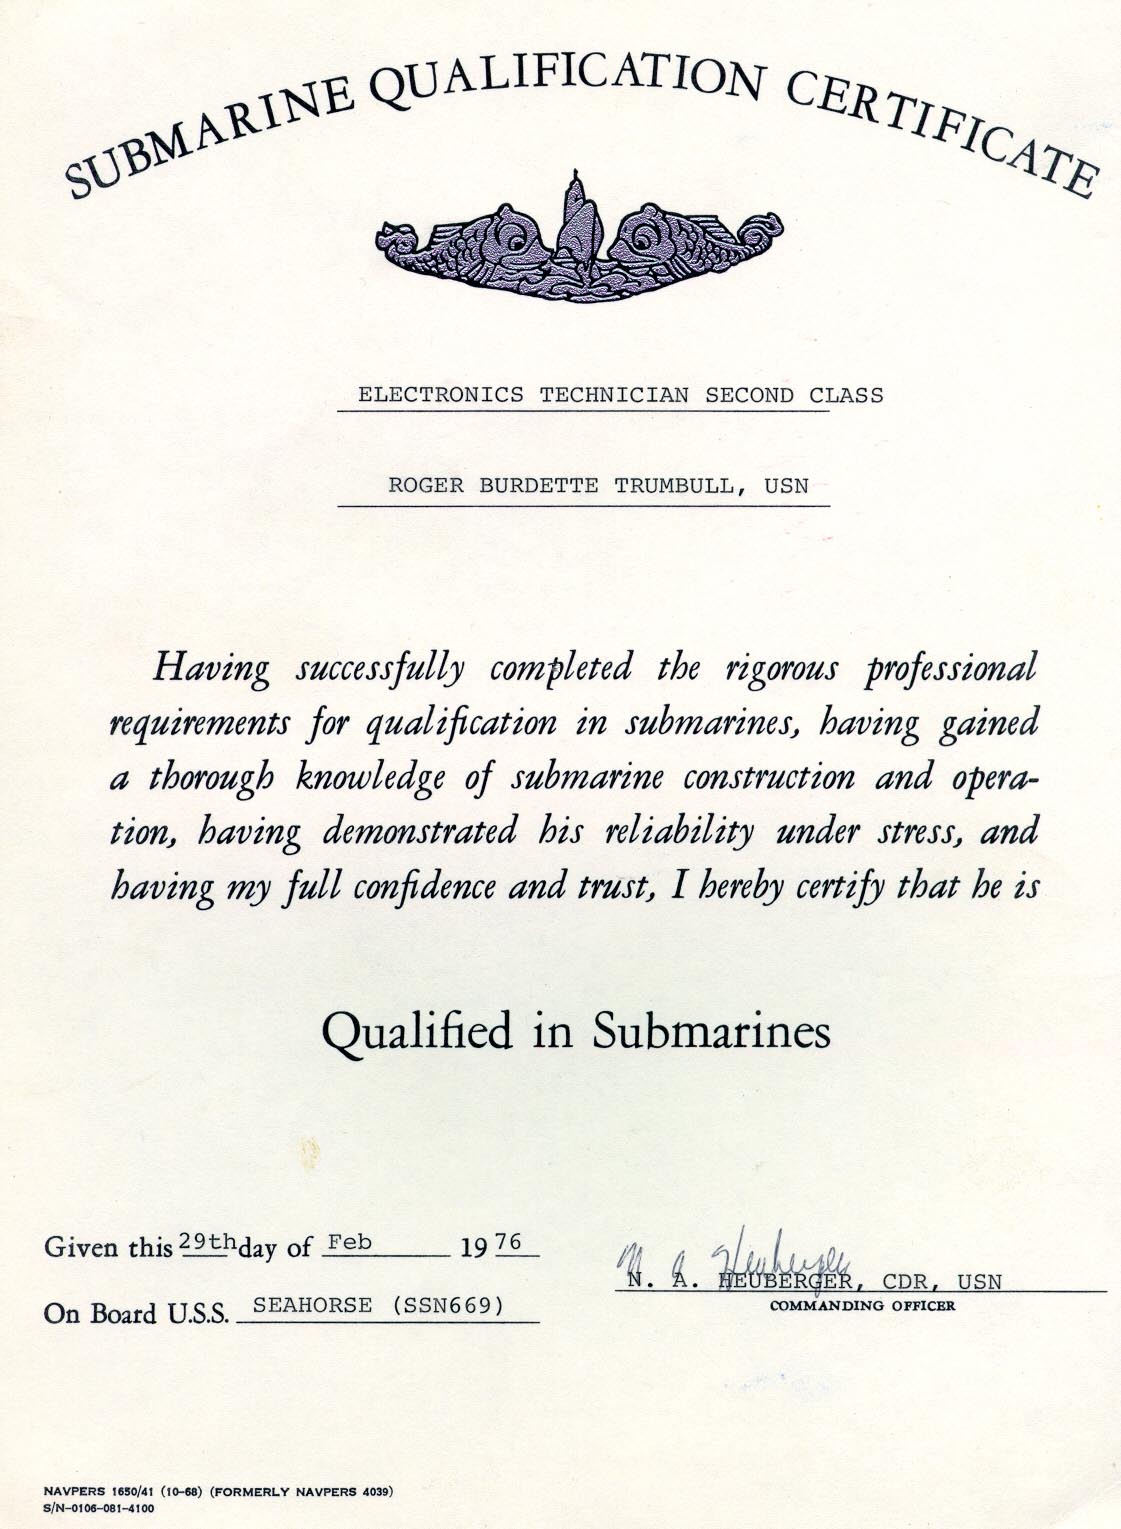 SUBMARINE QUALIFICATION CERTIFICATE
ELECTRONICS TECHNICIAN SECOND CLASS
ROGER BURDETTE TRUMBULL, USN
Having successfully completed the rigorous professional
requirements for qualification in submarines, having gained
a thorough knowledge of submarine construction and opera-
tion, having demonstrated his reliability under stress, and
having my full confidence and trust, I hereby certify that he is
Qualified in Submarines
Given this 29th day of Feb 19 76
On Board U.S.S. SEAHORSE (SSN669)
N. A. Heuberger
N. A. HEUBERGER, CDR, USN
COMMANDING OFFICER
NAVPERS 1650/41 (10-68) (FORMERLY NAVPERS 4039)
S/N-0106-081-4100